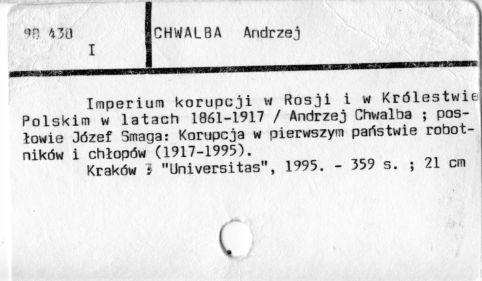 98 430
I
CHWALBA Andrzej
Imperium korupcji w Rosji i w Królestwie
Polskim w latach 1861-1917 / Andrzej Chwalba ; pos-
łowie Józef Smaga: Korupcja w pierwszym państwie robot-
ników i chłopów (1917-1995).
Kraków : "Universitas", 1995. - 359 s. ; 21 cm